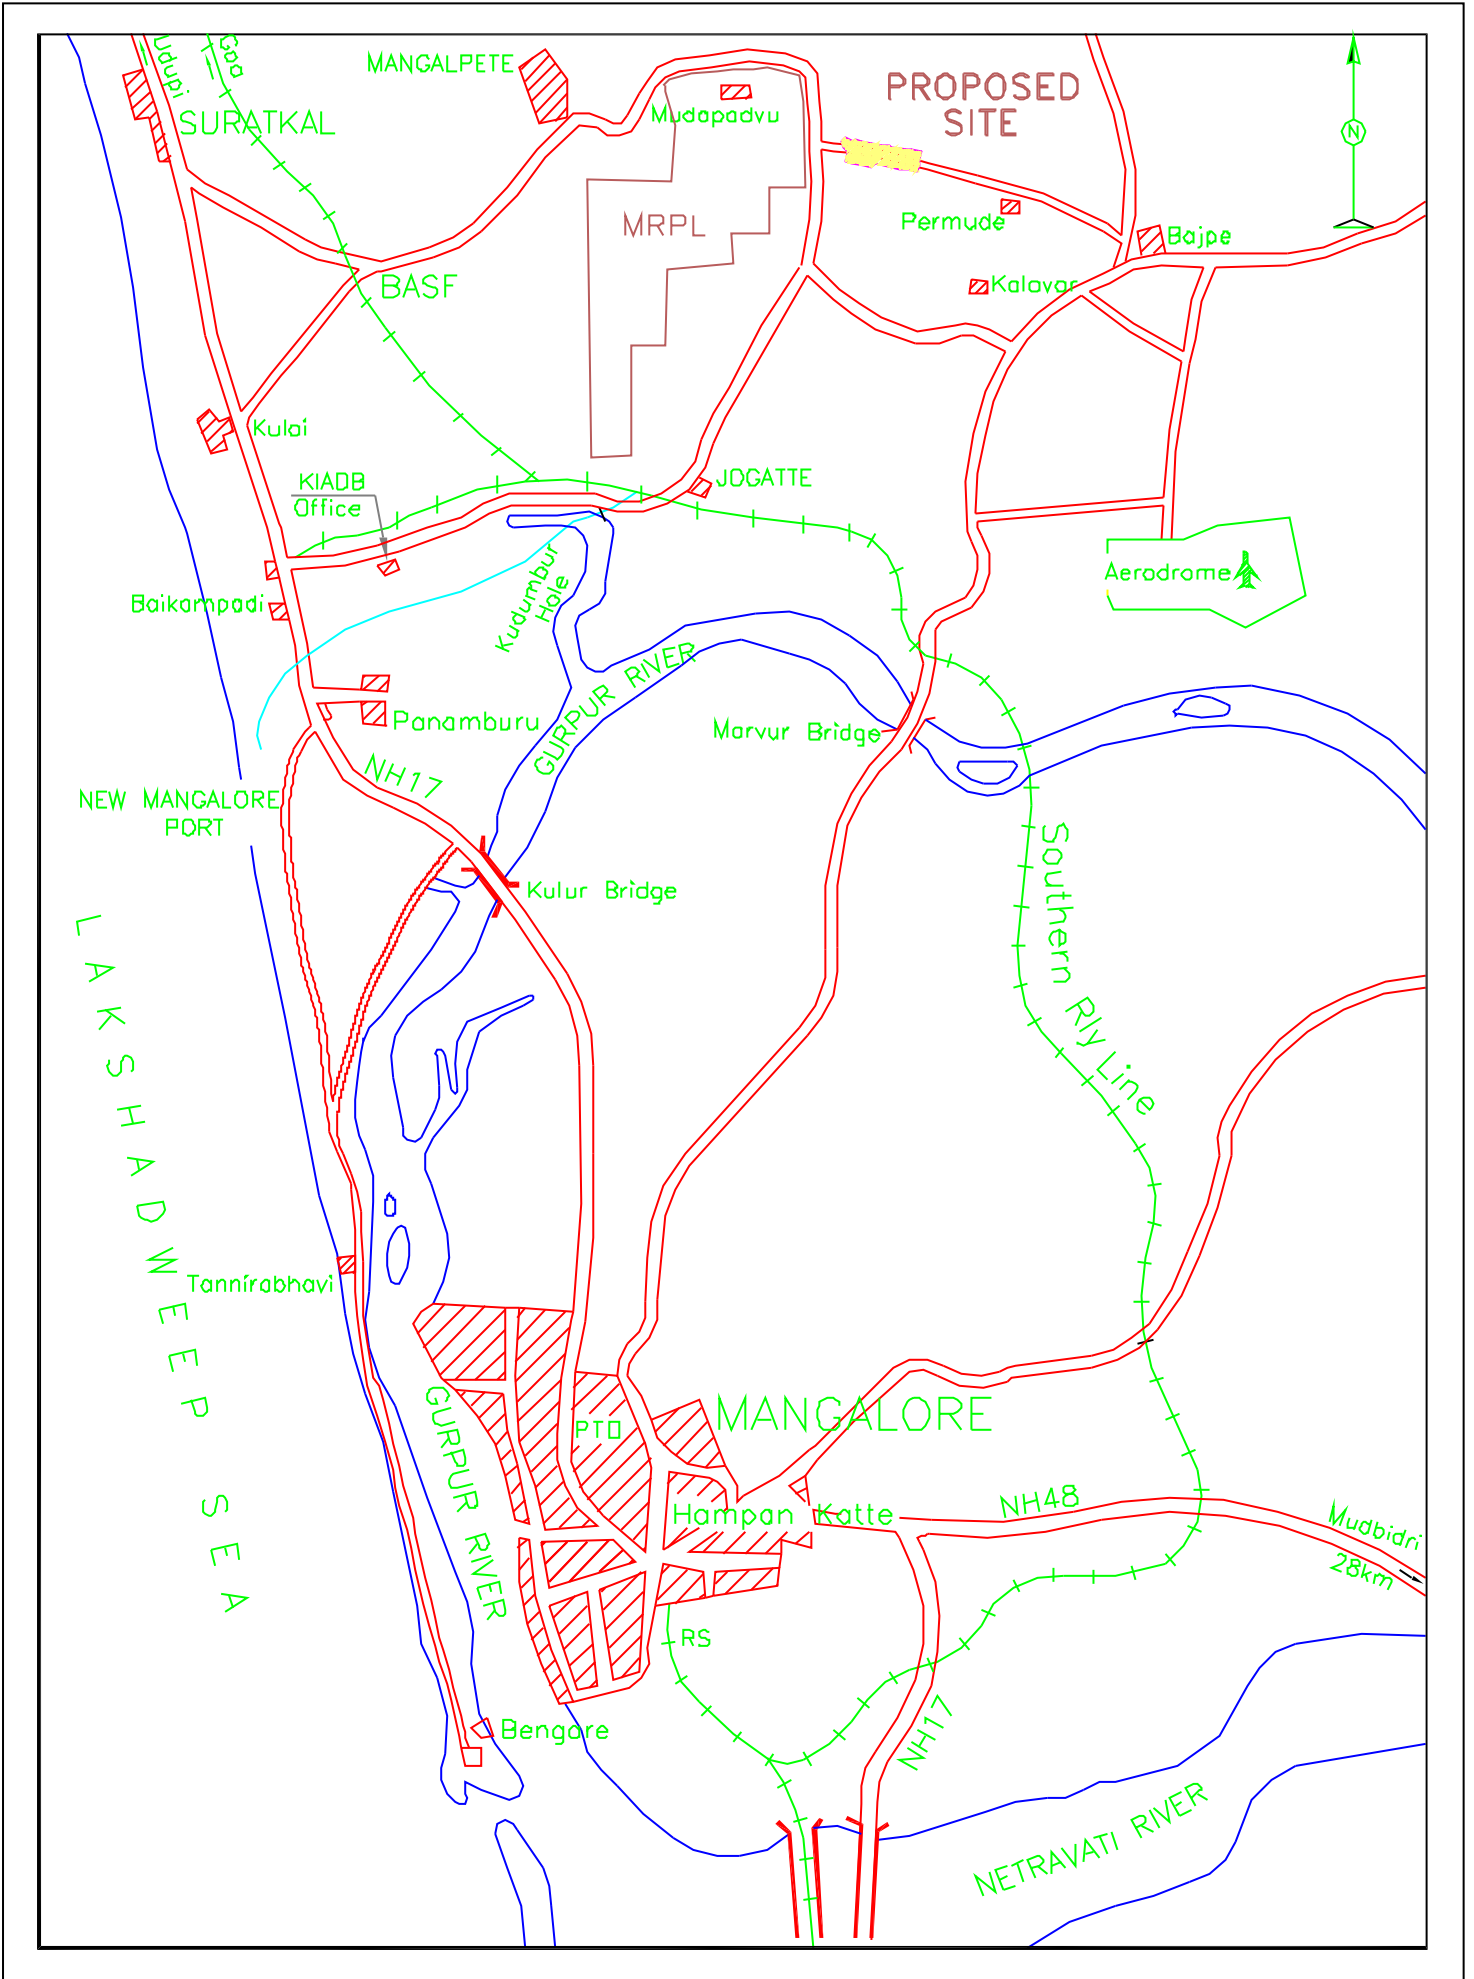 Udupi
Goa
MANGALPETE
SURATKAL
Mudapadvu
PROPOSED
SITE
N
MRPL
Permude
Bajpe
BASF
Kalavar
Kulai
KIADB
Office
JOGATTE
Aerodrome
Baikampadi
Kudumbur
Hole
GURPUR RIVER
Panamburu
Marvur Bridge
NH17
NEW MANGALORE
PORT
Kulur Bridge
Southern Rly Line
LAKSHADWEEP SEA
Tannirabhavi
MANGALORE
PTO
GURPUR RIVER
Hampan Katte
NH48
Mudbidri
28km
RS
NH17
Bengare
NETRAVATI RIVER